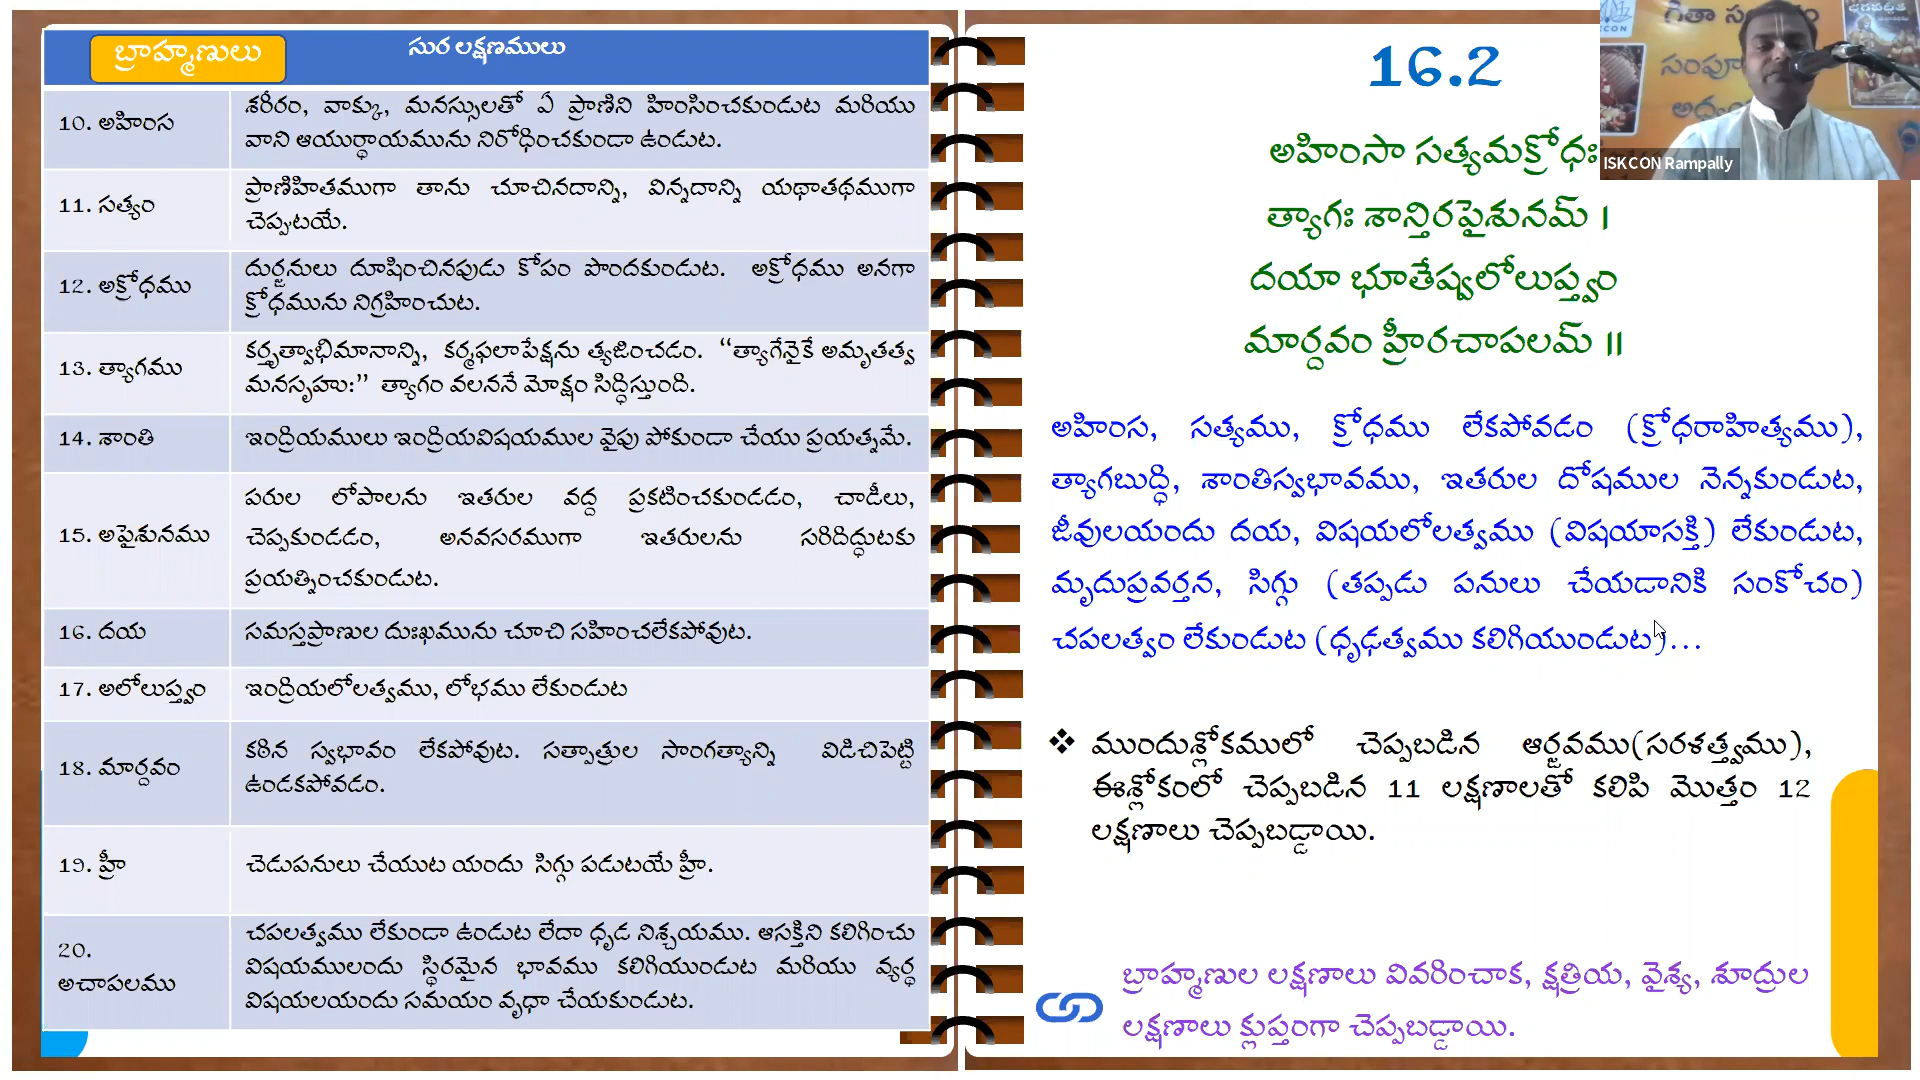 బ్రాహ్మణులు
సుర లక్షణములు
10. అహింస
శరీరం, వాక్కు, మనస్సులతో ఏ ప్రాణిని హింసించకుండుట మరియు
వాని ఆయుర్ధాయమును నిరోధించకుండా ఉండుట.
11. సత్యం
ప్రాణిహితముగా తాను చూచినదాన్ని, విన్నదాన్ని యథాతథముగా
చెప్పుటయే.
12. అక్రోధము
దుర్జనులు దూషించినపుడు కోపం పొందకుండుట. అక్రోధము అనగా
క్రోధమును నిగ్రహించుట.
13. త్యాగము
కర్తృత్వాభిమానాన్ని, కర్మఫలాపేక్షను త్యజించడం. “త్యాగేనైకే అమృతత్వ
మనసృహుః” త్యాగం వలననే మోక్షం సిద్ధిస్తుంది.
14. శాంతి
ఇంద్రియములు ఇంద్రియవిషయముల వైపు పోకుండా చేయు ప్రయత్నమే.
15. అపైశునము
పరుల లోపాలను ఇతరుల వద్ద ప్రకటించకుండడం, చాడీలు,
చెప్పకుండడం, అనవసరముగా ఇతరులను సరిదిద్ధుటకు
ప్రయత్నించకుండుట.
16. దయ
సమస్తప్రాణుల దుఃఖమును చూచి సహించలేకపోవుట.
17. అలోలుప్త్వం
ఇంద్రియలోలత్వము, లోభము లేకుండుట
18. మార్దవం
కఠిన స్వభావం లేకపోవుట. సత్పాత్రుల సాంగత్యాన్ని విడిచిపెట్టి
ఉండకపోవడం.
19. హ్రీ
చెడుపనులు చేయుట యందు సిగ్గు పడుటయే హ్రీ.
20.
అచాపలము
చపలత్వము లేకుండా ఉండుట లేదా ధృడ నిశ్చయము. ఆసక్తిని కలిగించు
విషయములందు స్థిరమైన భావము కలిగియుండుట మరియు వ్యర్థ
విషయలయందు సమయం వృథా చేయకుండుట.
16.2
అహింసా సత్యమక్రోధః
త్యాగః శాన్తిరపైశునమ్ ।
దయా భూతేష్వలోలుప్త్వం
మార్దవం హ్రీరచాపలమ్ ॥
అహింస, సత్యము, క్రోధము లేకపోవడం (క్రోధరాహిత్యము),
త్యాగబుద్ధి, శాంతిస్వభావము, ఇతరుల దోషముల నెన్నకుండుట,
జీవులయందు దయ, విషయలోలత్వము (విషయాసక్తి) లేకుండుట,
మృదుప్రవర్తన, సిగ్గు (తప్పుడు పనులు చేయడానికి సంకోచం)
చపలత్వం లేకుండుట (ధృఢత్వము కలిగియుండుట)...
❖ ముందుశ్లోకములో చెప్పబడిన ఆర్జవము(సరళత్వము),
ఈశ్లోకంలో చెప్పబడిన 11 లక్షణాలతో కలిపి మొత్తం 12
లక్షణాలు చెప్పబడ్డాయి.
బ్రాహ్మణుల లక్షణాలు వివరించాక, క్షత్రియ, వైశ్య, శూద్రుల
లక్షణాలు క్లుప్తంగా చెప్పబడ్డాయి.
ISKCON Rampally